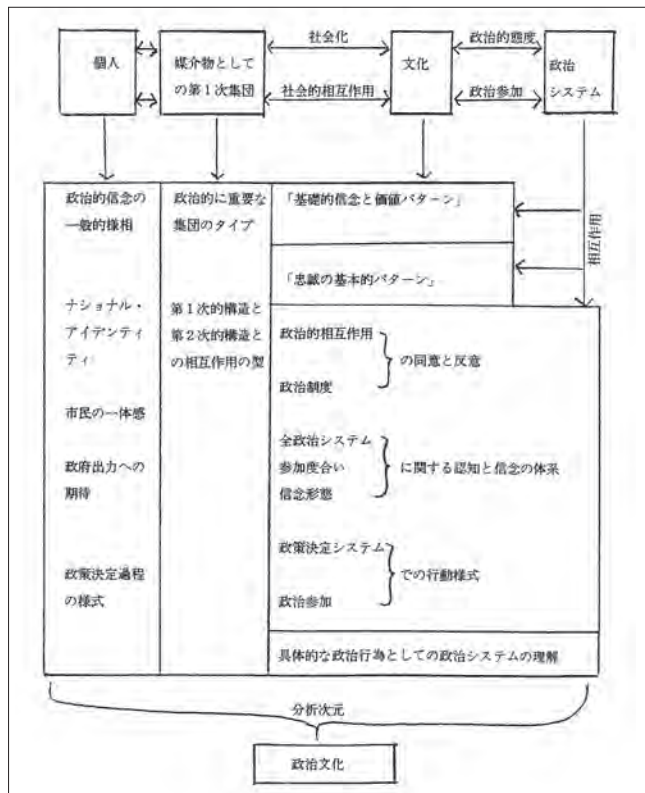 個人
媒介物として
の第1次集団
社会化
社会的相互作用
文化
政治的態度
政治参加
政治
システム
相互作用
政治的信念の
一般的様相
ナショナル・
アイデンティ
ティ
市民の一体感
政府出力への
期待
政策決定過程
の様式
政治的に重要な
集団のタイプ
第1次的構造と
第2次的構造と
の相互作用の型
「基礎的信念と価値パターン」
「忠誠の基本的パターン」
政治的相互作用
政治制度
の同意と反意
全政治システム
参加度合い
信念形態
に関する認知と信念の体系
政策決定システム
政治参加
での行動様式
具体的な政治行為としての政治システムの理解
分析次元
政治文化